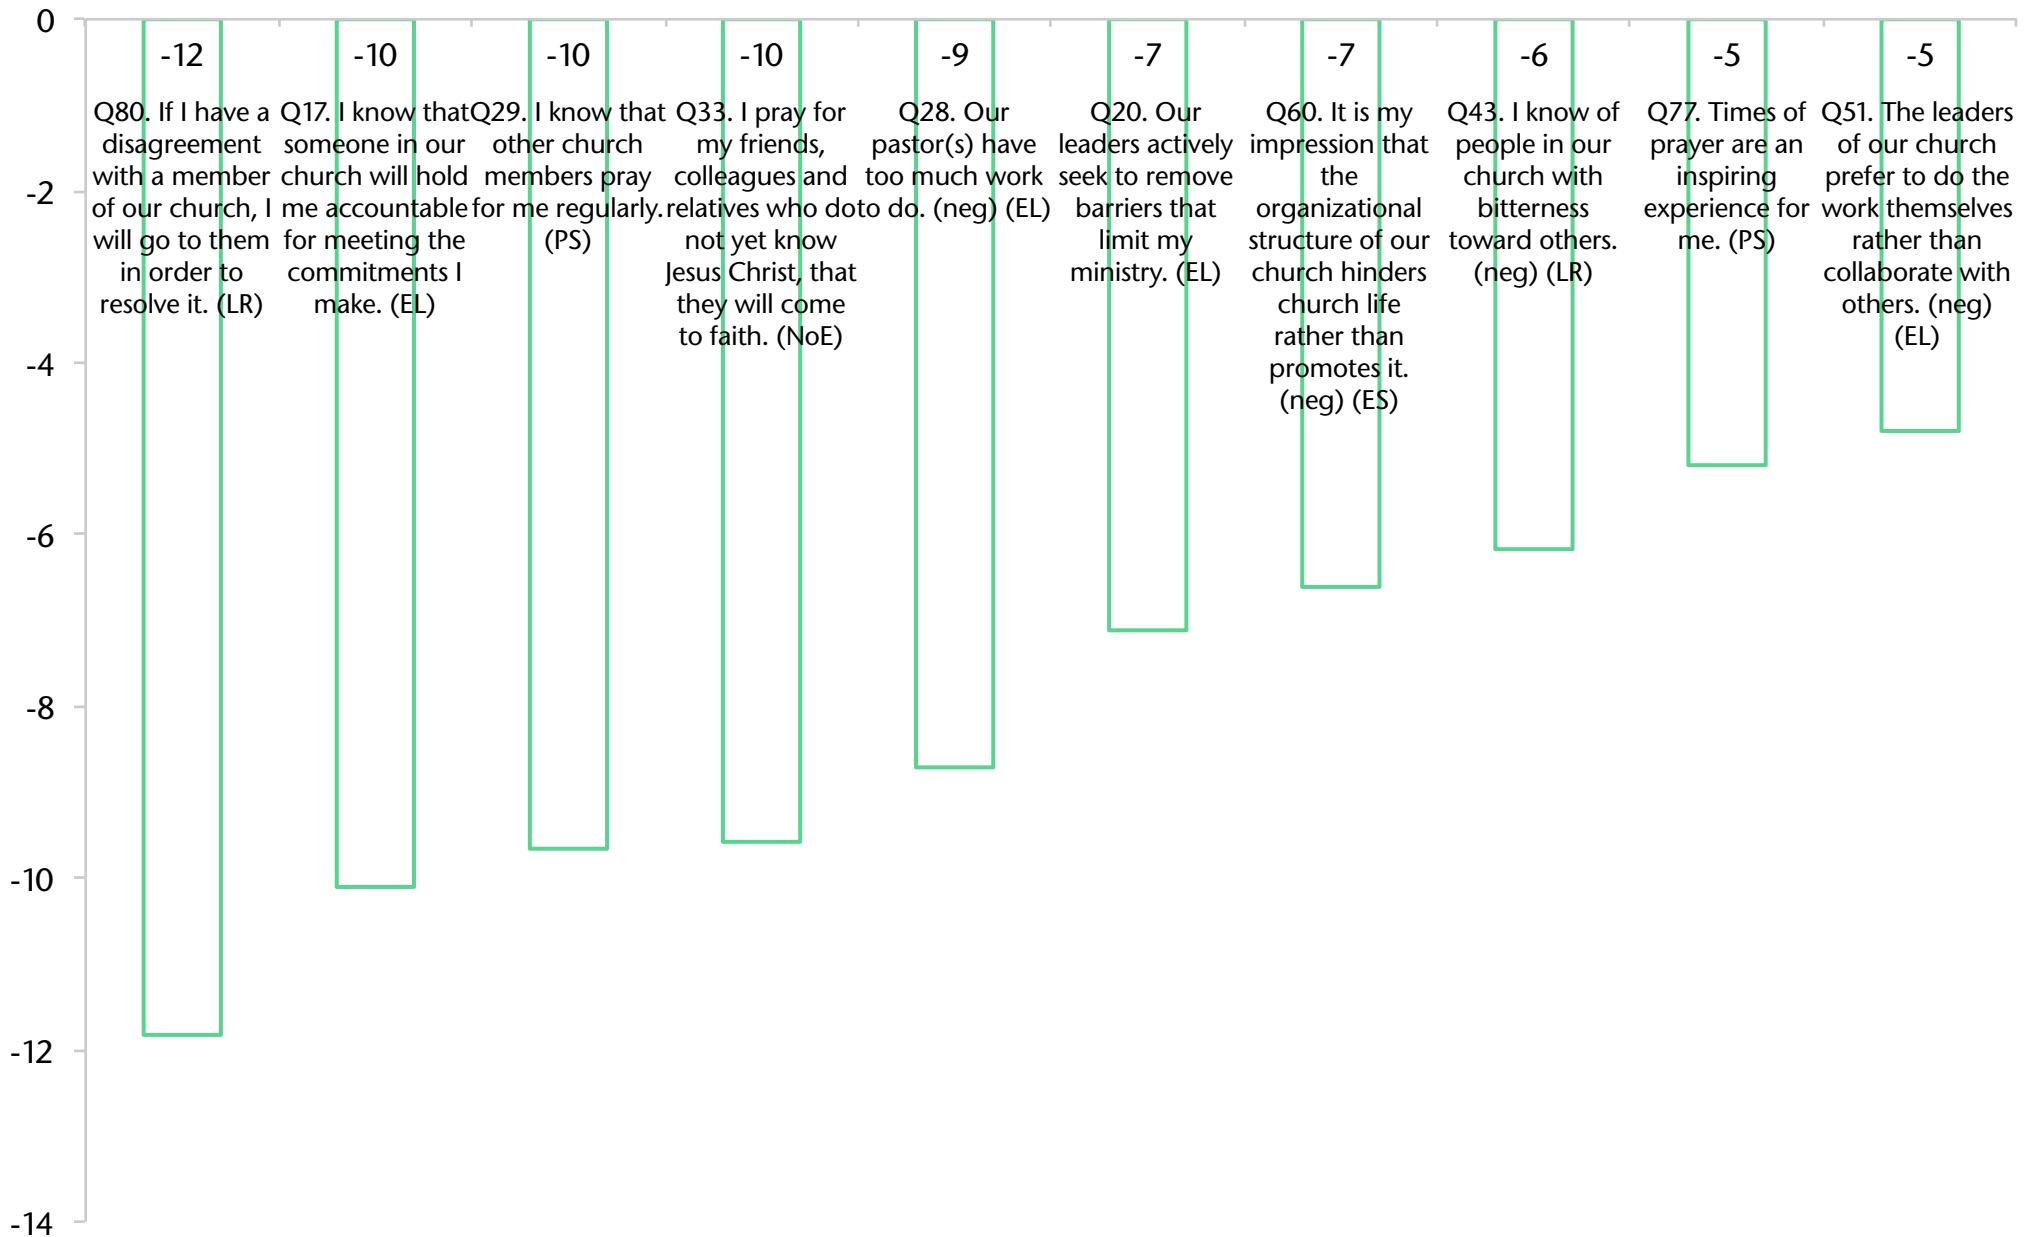 0
-2
-4
-6
-8
-10
-12
-14
-12
Q80. If I have a
disagreement
with a member
of our church, I
will go to them
in order to
resolve it. (LR)
-10
Q17. I know that
someone in our
church will hold
me accountable
for meeting the
commitments I
make. (EL)
-10
Q29. I know that
other church
members pray
for me regularly.
(PS)
-10
Q33. I pray for
my friends,
colleagues and
relatives who do
not yet know
Jesus Christ, that
they will come
to faith. (NoE)
-9
Q28. Our
pastor(s) have
too much work
to do. (neg) (EL)
-7
Q20. Our
leaders actively
seek to remove
barriers that
limit my
ministry. (EL)
-7
Q60. It is my
impression that
the
organizational
structure of our
church hinders
church life
rather than
promotes it.
(neg) (ES)
-6
Q43. I know of
people in our
church with
bitterness
toward others.
(neg) (LR)
-5
Q77. Times of
prayer are an
inspiring
experience for
me. (PS)
-5
Q51. The leaders
of our church
prefer to do the
work themselves
rather than
collaborate with
others. (neg)
(EL)